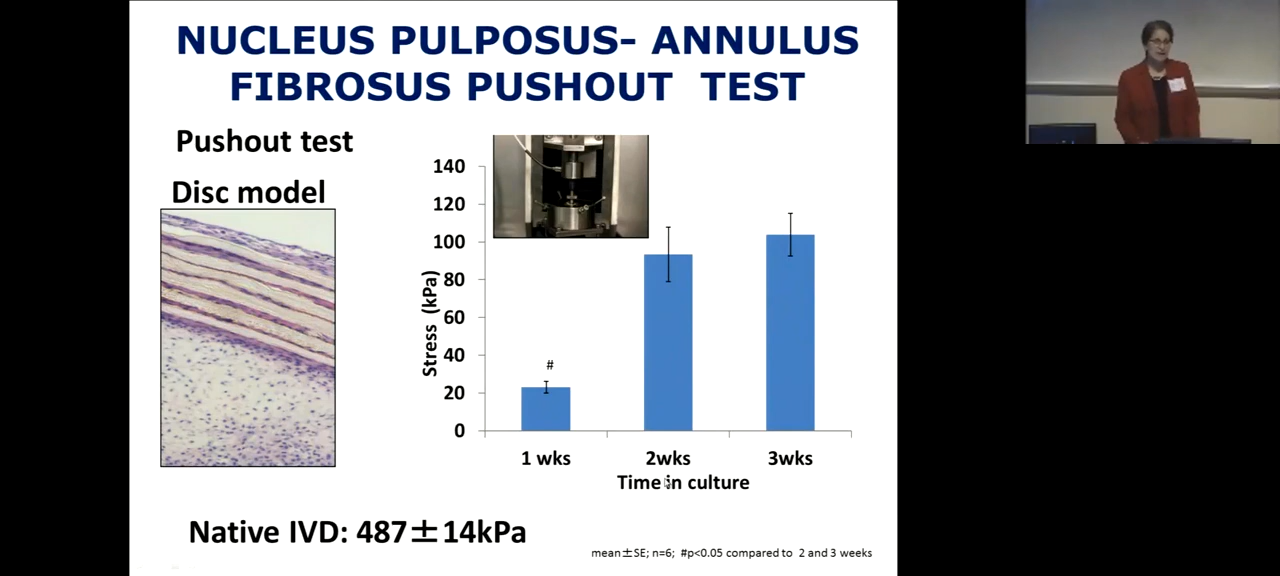 NUCLEUS PULPOSUS- ANNULUS
FIBROSUS PUSHOUT TEST
Pushout test
Disc model
140
120
100
80
60
40
20
0
Stress (kPa)
#
1 wks
2wks
3wks
Time in culture
Native IVD: 487±14kPa
mean±SE; n=6; #p<0.05 compared to 2 and 3 weeks